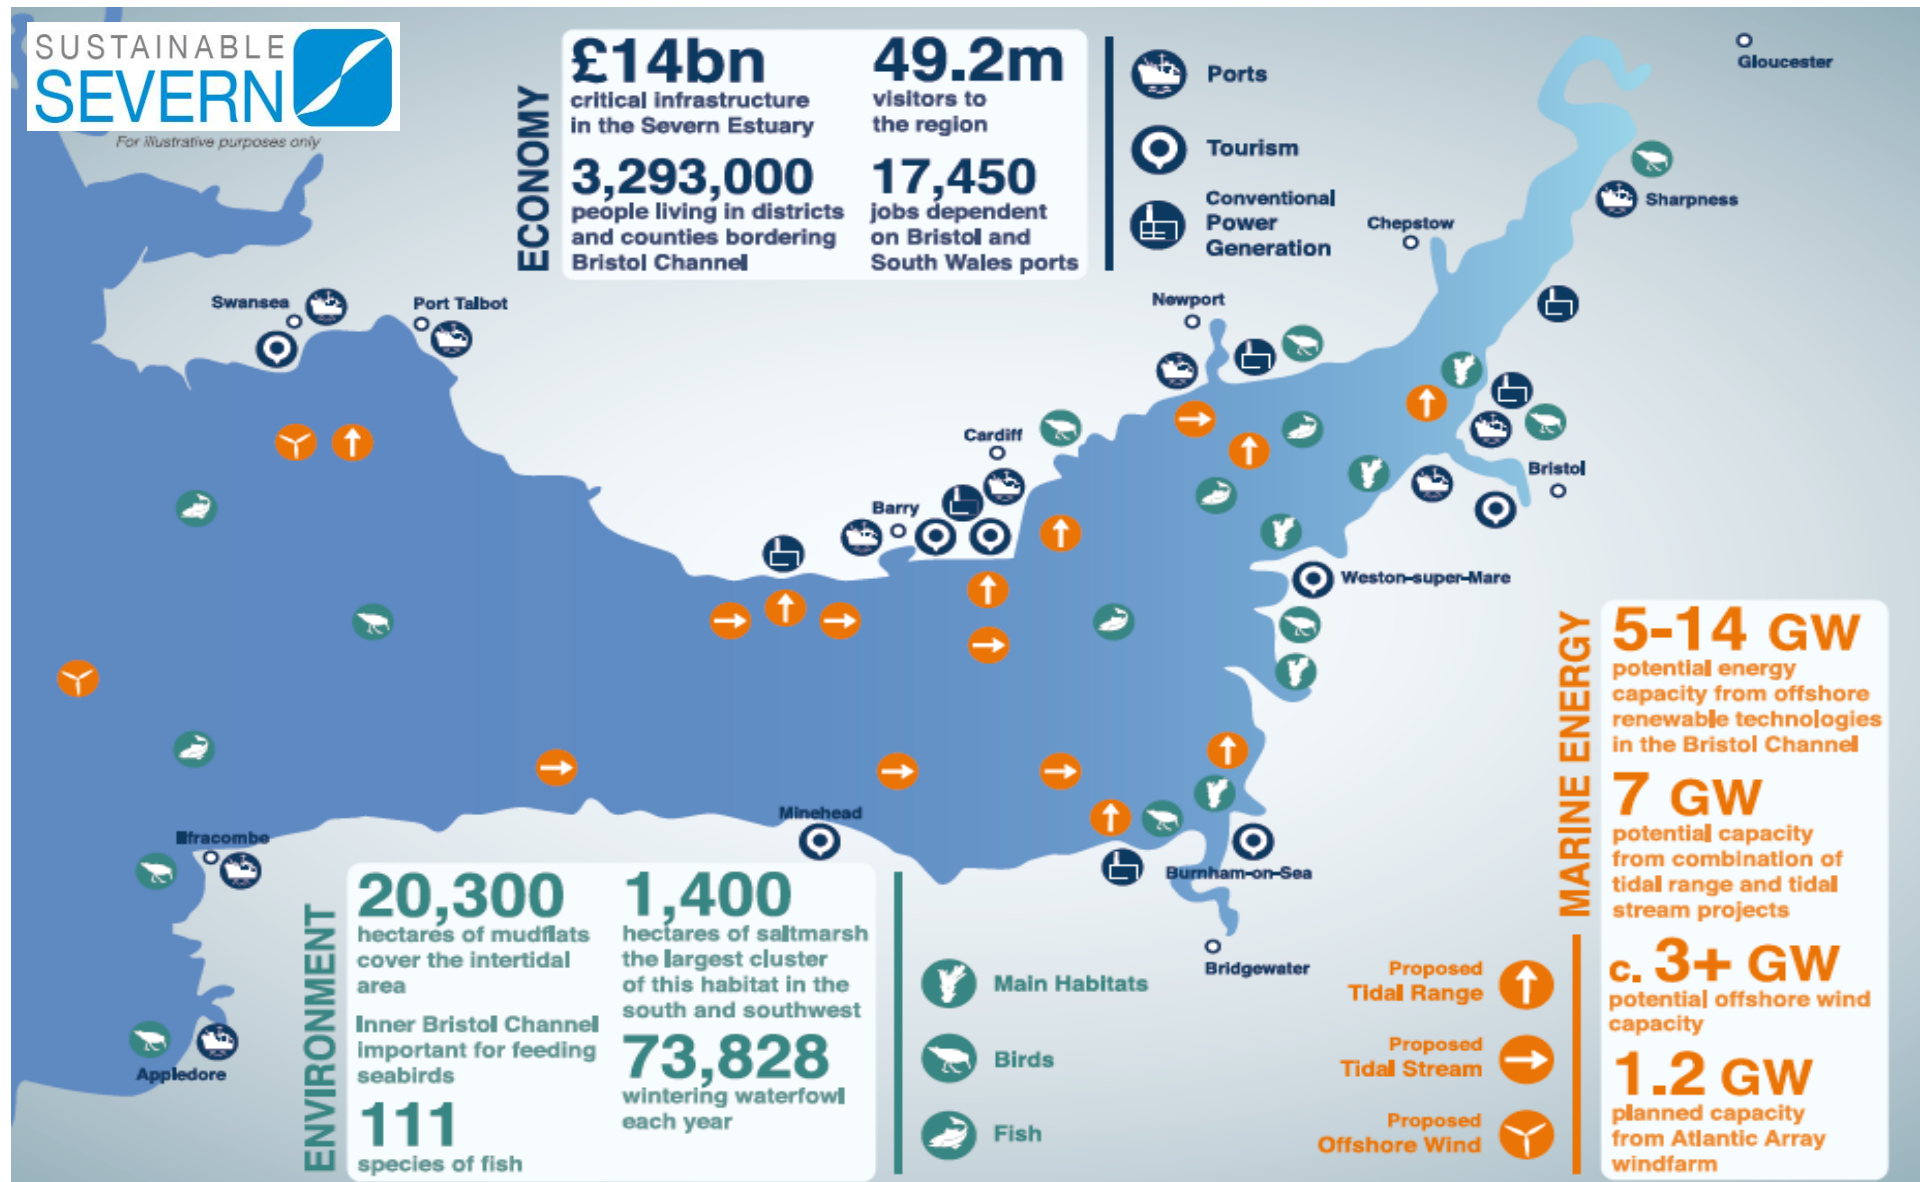 SUSTAINABLE
SEVERN
For illustrative purposes only
ECONOMY
£14bn
critical infrastructure
in the Severn Estuary
49.2m
visitors to
the region
3,293,000
people living in districts
and counties bordering
Bristol Channel
17,450
jobs dependent
on Bristol and
South Wales ports
Ports
Tourism
Conventional
Power
Generation
Gloucester
Sharpness
Chepstow
Newport
Swansea
Port Talbot
Cardiff
Barry
Bristol
Weston-super-Mare
Minehead
Ilfracombe
Burnham-on-Sea
Bridgewater
Appledore
ENVIRONMENT
20,300
hectares of mudflats
cover the intertidal
area
Inner Bristol Channel
important for feeding
seabirds
111
species of fish
1,400
hectares of saltmarsh
the largest cluster
of this habitat in the
south and southwest
73,828
wintering waterfowl
each year
Main Habitats
Birds
Fish
Proposed
Tidal Range
Proposed
Tidal Stream
Proposed
Offshore Wind
MARINE ENERGY
5-14 GW
potential energy
capacity from offshore
renewable technologies
in the Bristol Channel
7 GW
potential capacity
from combination of
tidal range and tidal
stream projects
c. 3+ GW
potential offshore wind
capacity
1.2 GW
planned capacity
from Atlantic Array
windfarm